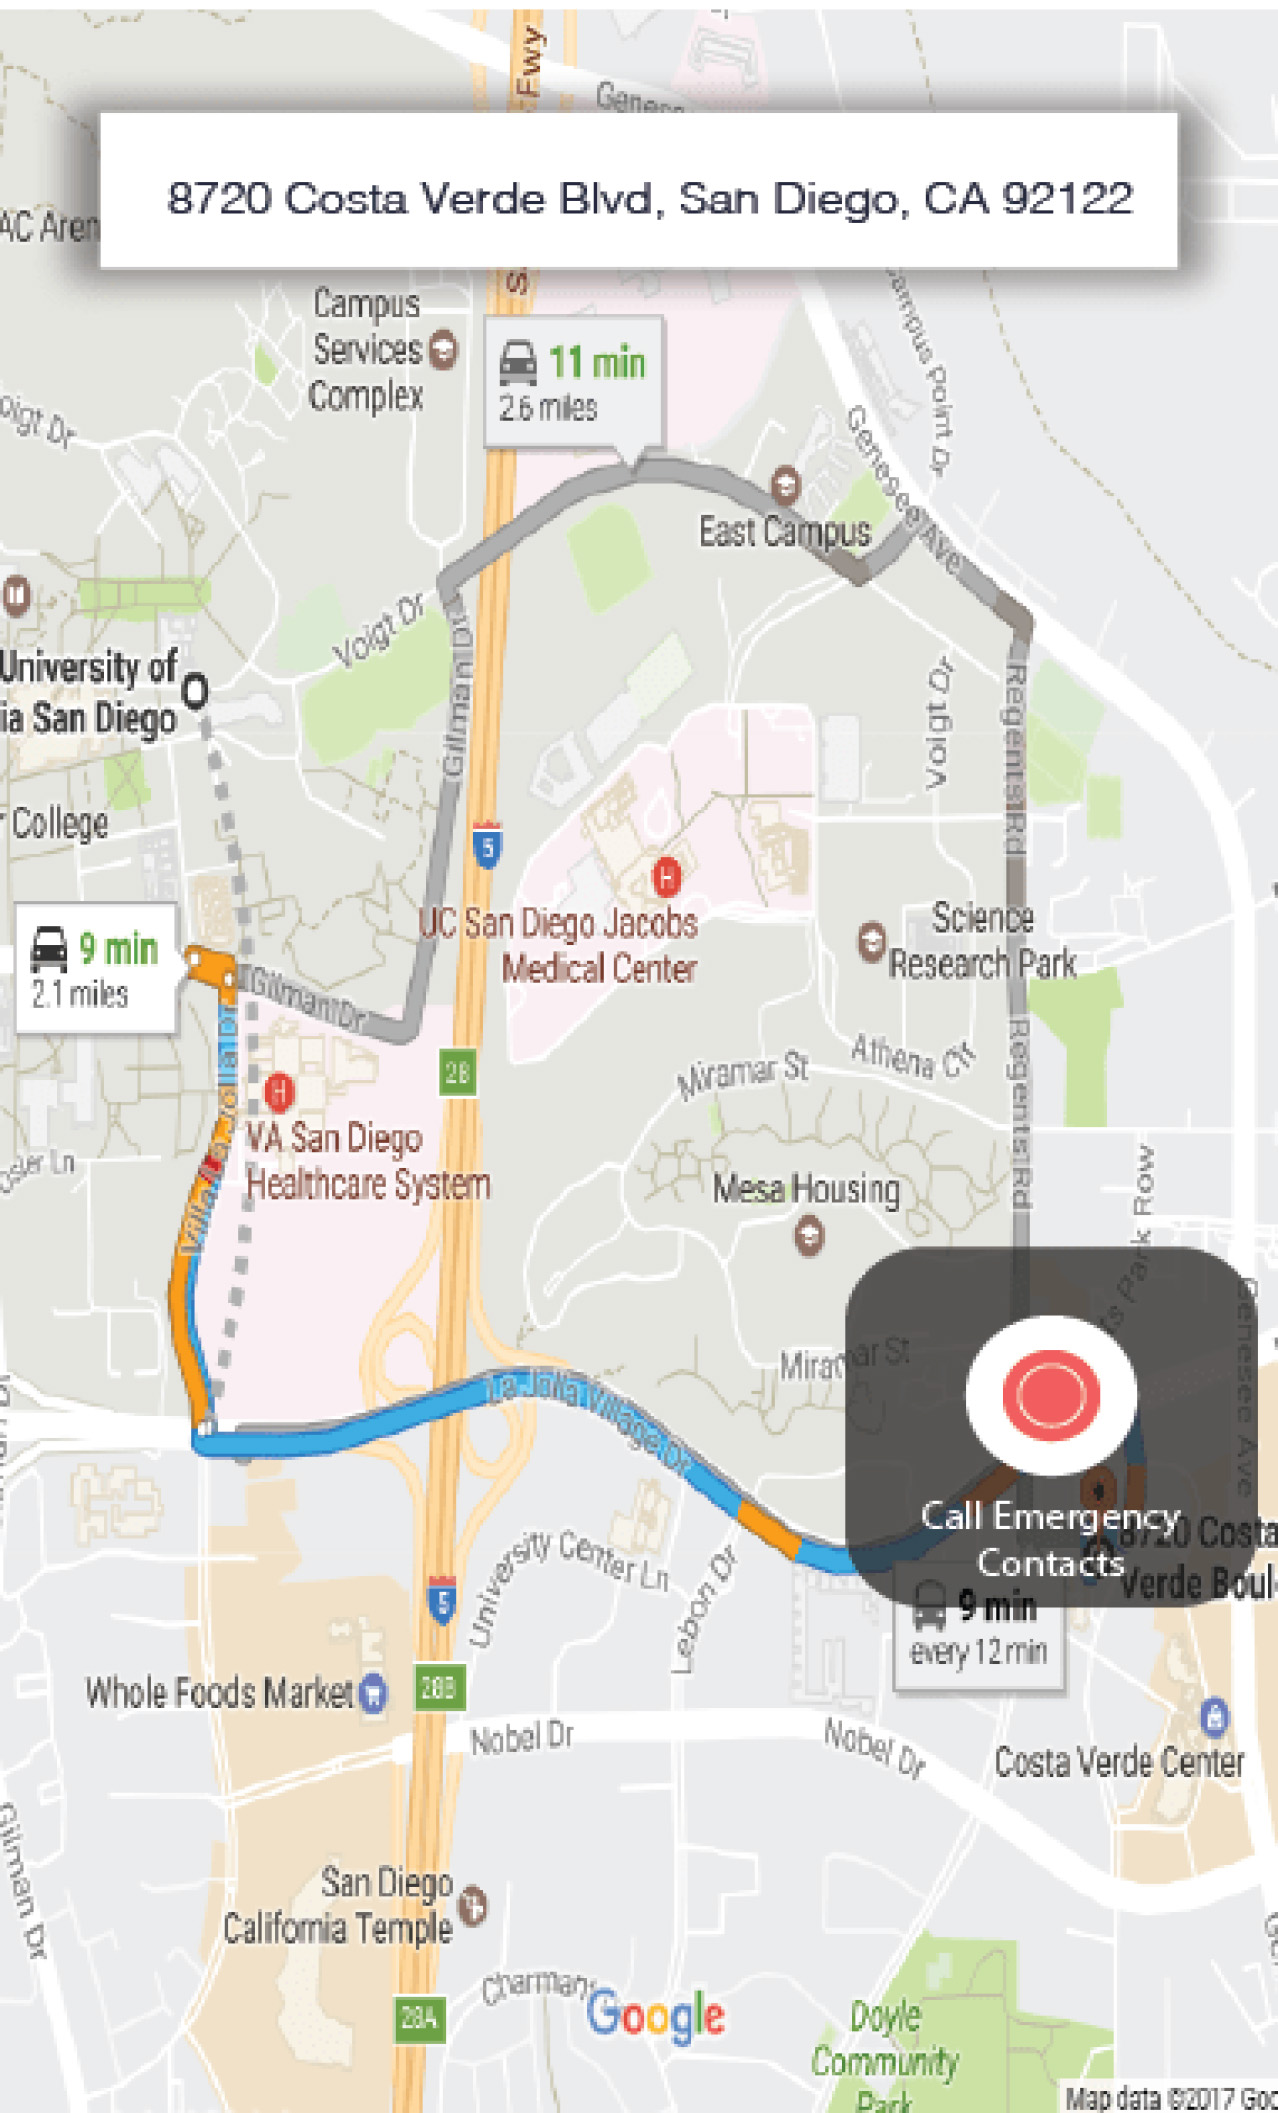 Fwy
Genese
8720 Costa Verde Blvd, San Diego, CA 92122
AC Aren
S
Campus
Services
Complex
11 min
2.6 miles
Campus Point Dr
oigt Dr
Genesee Ave
East Campus
Voigt Dr
Gilman D
University of
ia San Diego
Regents Rd
Voigt Dr
College
5
H
UC San Diego Jacobs
Medical Center
Science
Research Park
9 min
2.1 miles
Gilman Dr
La Jolla Dr
Villa
28
H
VA San Diego
Healthcare System
Miramar St
Athena Cir
Regents Rd
Mesa Housing
Park Row
Miramar St
Genesee Ave
La Jolla Village Dr
Call Emergency
Contacts
8720 Costa
Verde Boul
9 min
every 12 min
University Center Ln
Lebon Dr
5
Whole Foods Market
28B
Nobel Dr
Nobel Dr
Costa Verde Center
Gilman Dr
San Diego
California Temple
Charmant
28A
Google
Doyle
Community
Park
Map data ©2017 Goo